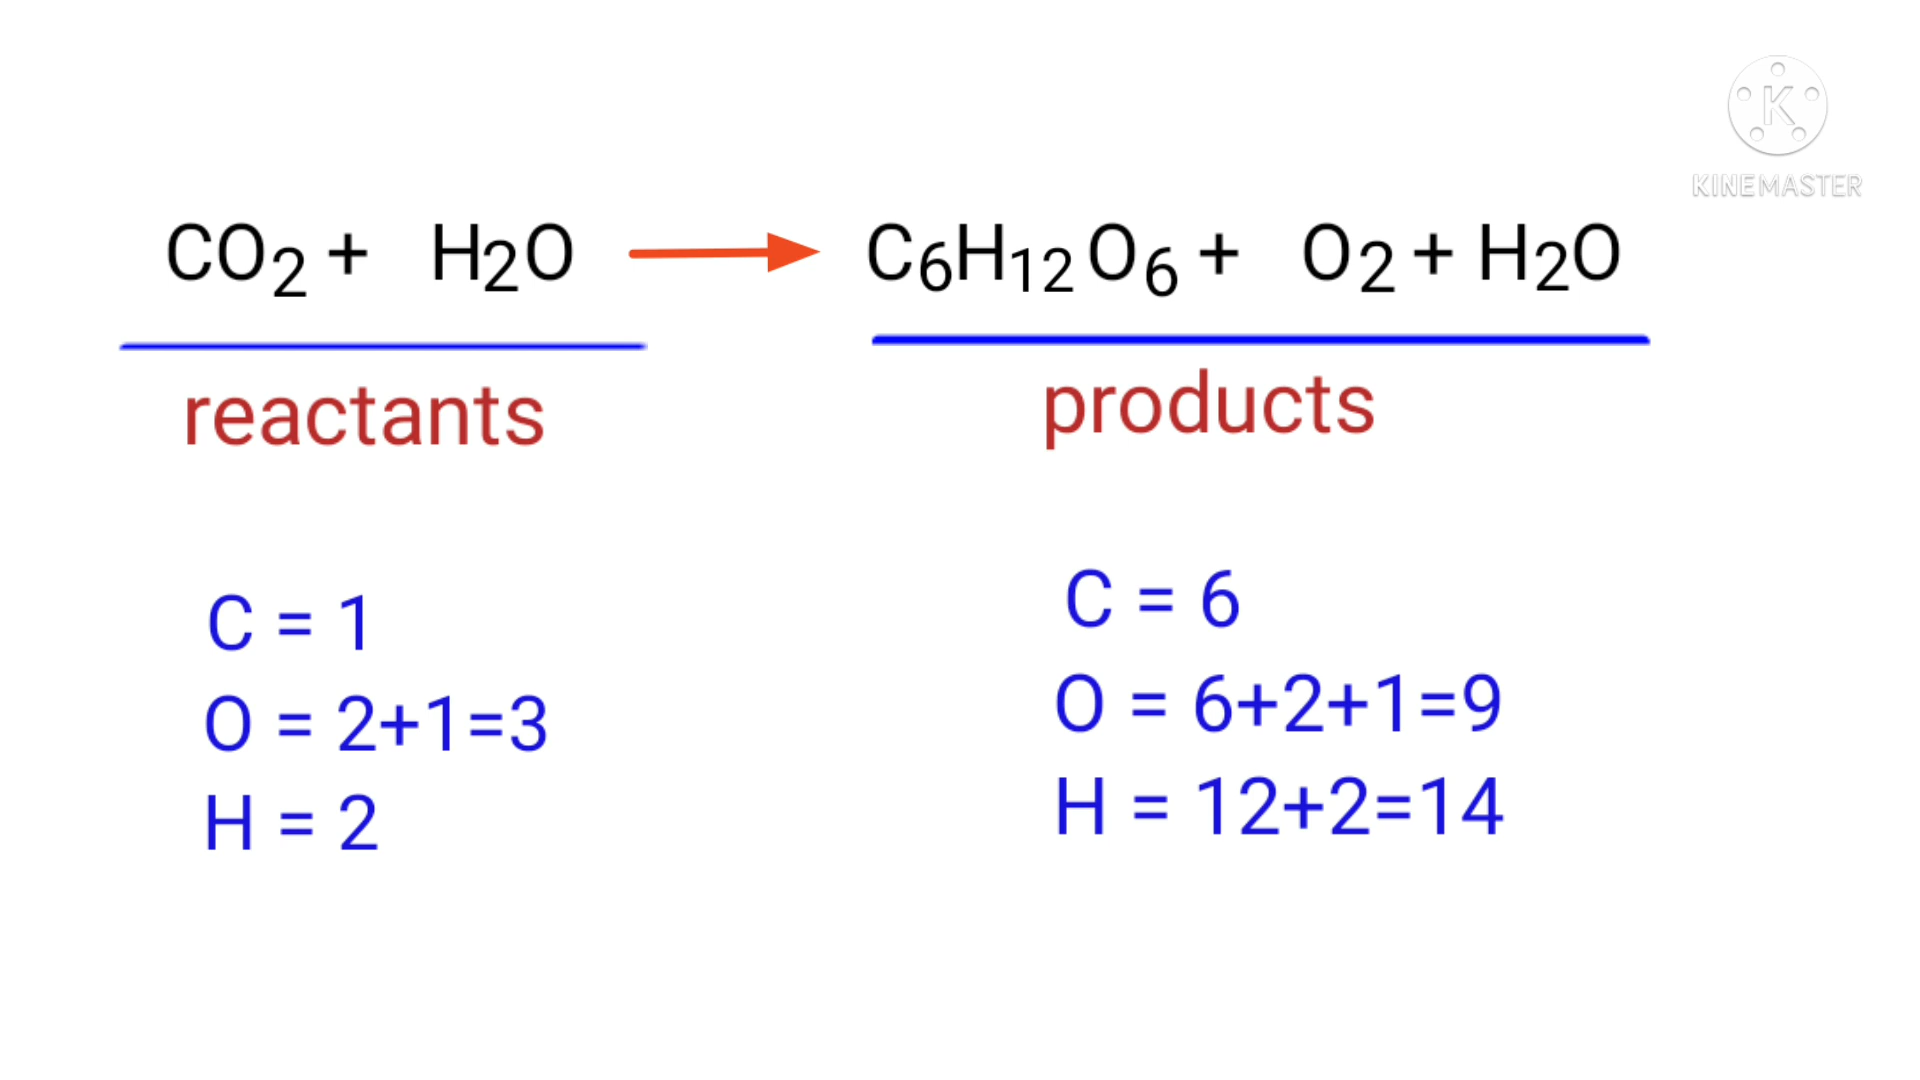 K
KINEMASTER
CO2 + H2O → C6H12O6 + O2 + H2O
reactants
products
C = 1
O = 2+1=3
H = 2
C = 6
O = 6+2+1=9
H = 12+2=14